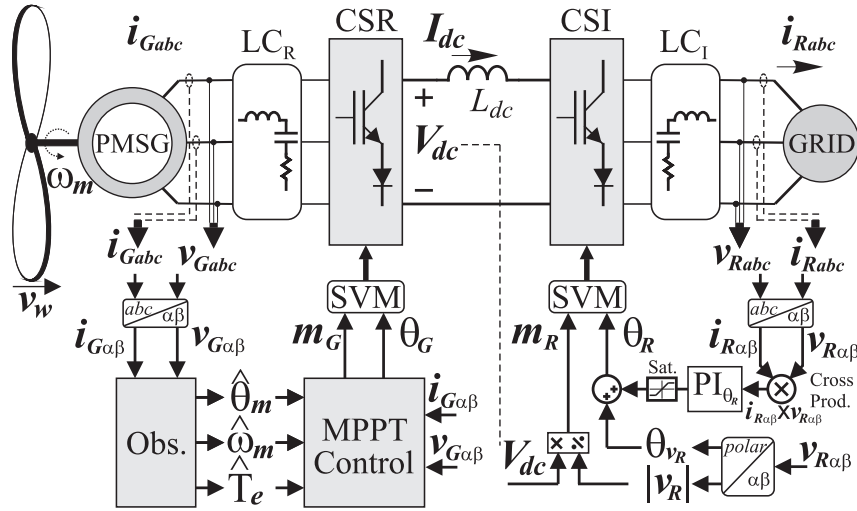 i_Gabc LC_R CSR I_dc CSI LC_I i_Rabc
L_dc
PMSG + V_dc − GRID
ω_m
i_Gabc v_Gabc v_Rabc i_Rabc
v_w
abc αβ SVM SVM abc αβ
i_Gαβ v_Gαβ m_G θ_G m_R θ_R i_Rαβ v_Rαβ
Sat. PI_θ_R × Cross Prod.
i_Rαβ x v_Rαβ
Obs. θ̂_m ω̂_m T̂_e
MPPT Control
i_Gαβ
v_Gαβ
+ +
× ÷
V_dc
θ_v_R
|v_R|
polar αβ
v_Rαβ